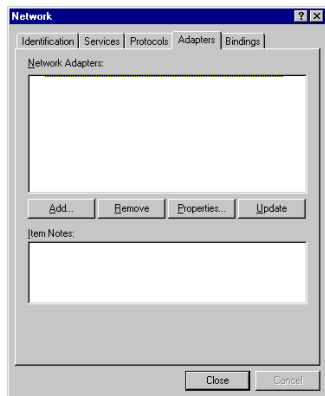 Network
Identification Services Protocols Adapters Bindings
Network Adapters:
Add... Remove Properties... Update
Item Notes:
Close Cancel